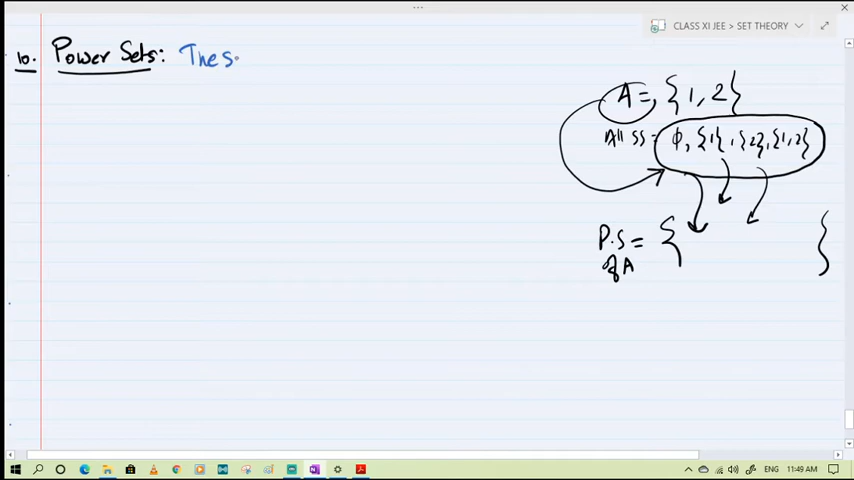 CLASS XI JEE > SET THEORY
10. Power Sets: The s
A = {1, 2}
All SS = ϕ, {1}, {2}, {1, 2}
P.S = { }
of A
ENG 11:49 AM